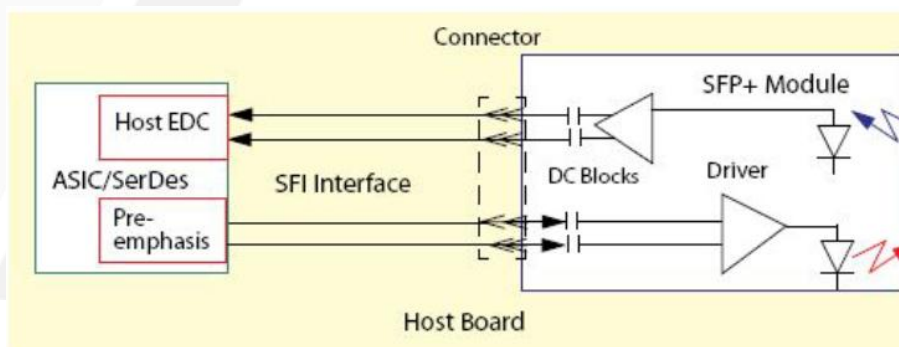 Connector
SFP+ Module
Host EDC
ASIC/SerDes
SFI Interface
DC Blocks
Driver
Pre-
emphasis
Host Board